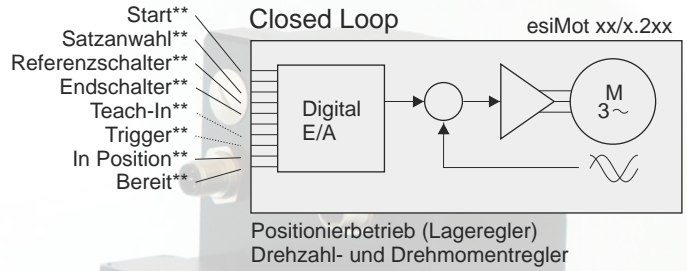 Start**
Satzanwahl**
Referenzschalter**
Endschalter**
Teach-In**
Trigger**
In Position**
Bereit**
Closed Loop
esiMot xx/x.2xx
Digital
E/A
M
3~
Positionierbetrieb (Lageregler)
Drehzahl- und Drehmomentregler